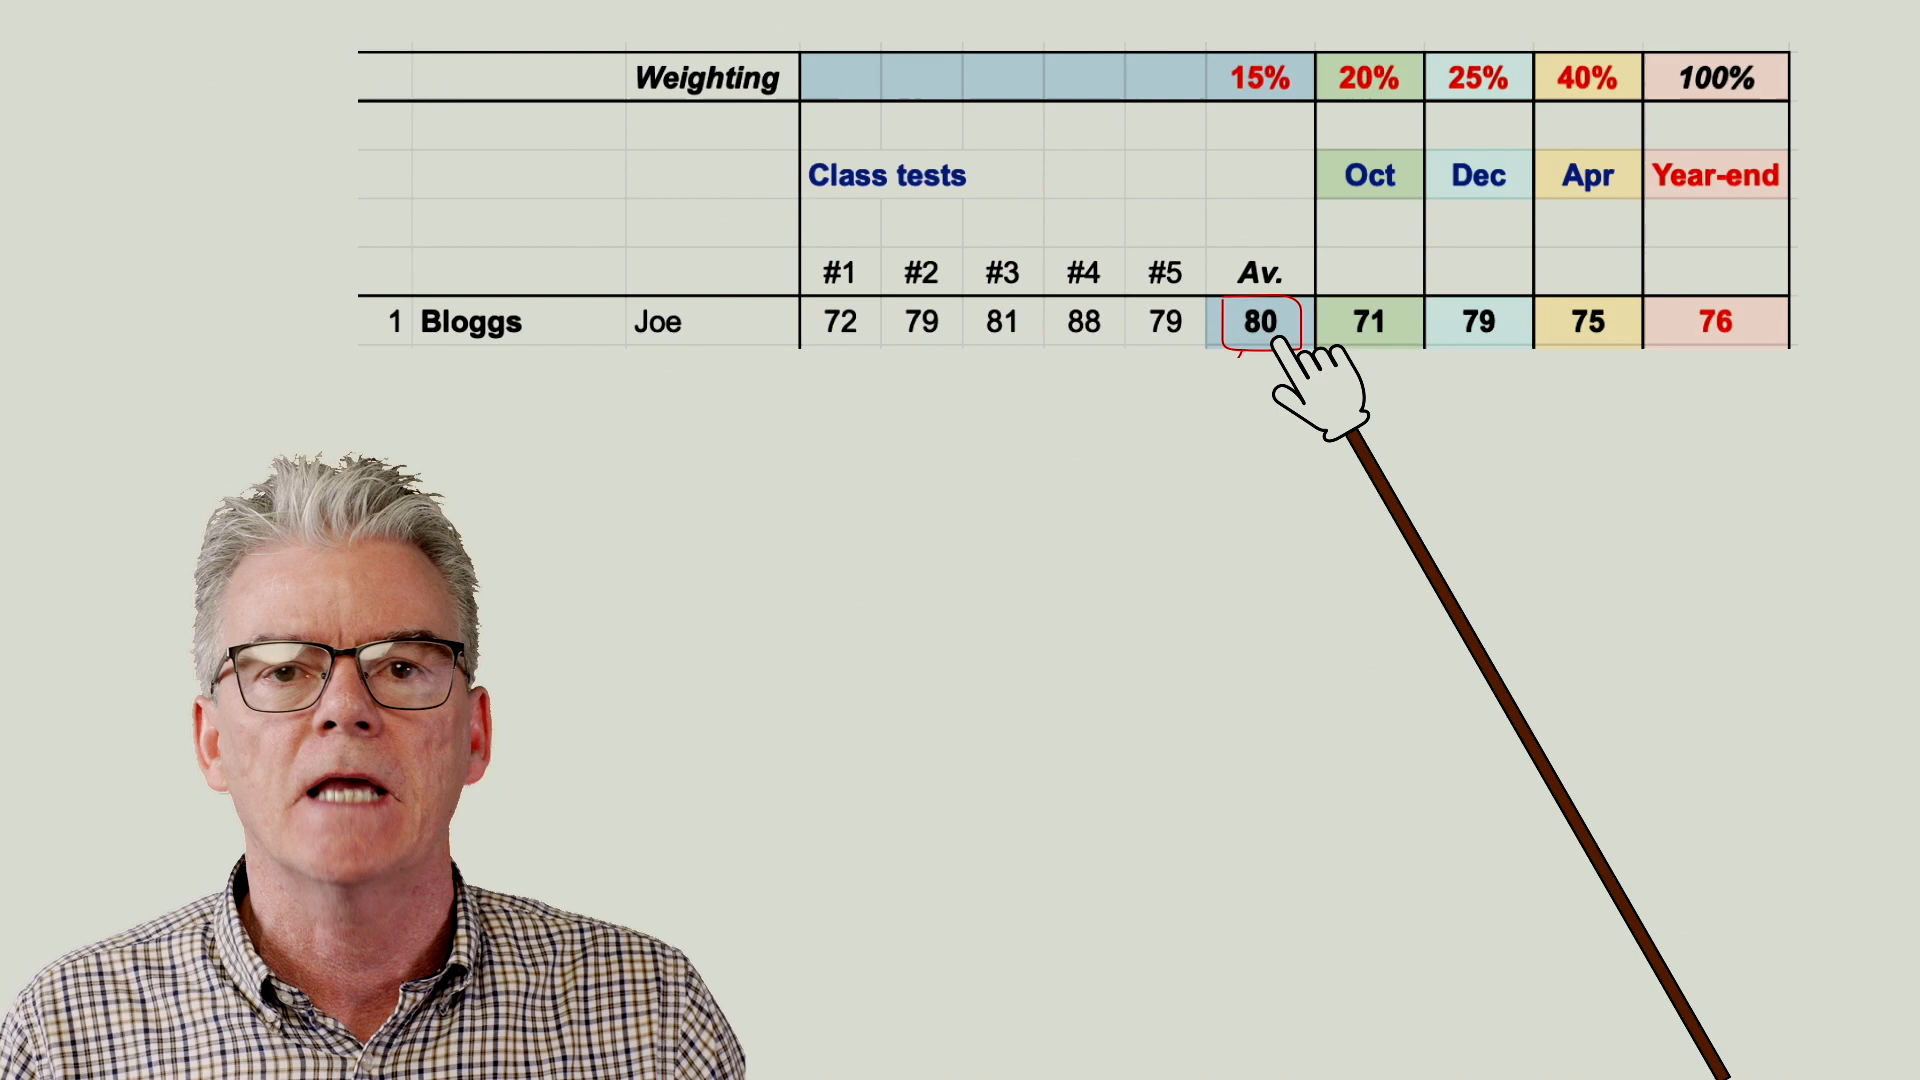 Weighting 15% 20% 25% 40% 100%
Class tests Oct Dec Apr Year-end
#1 #2 #3 #4 #5 Av.
1 Bloggs Joe 72 79 81 88 79 80 71 79 75 76